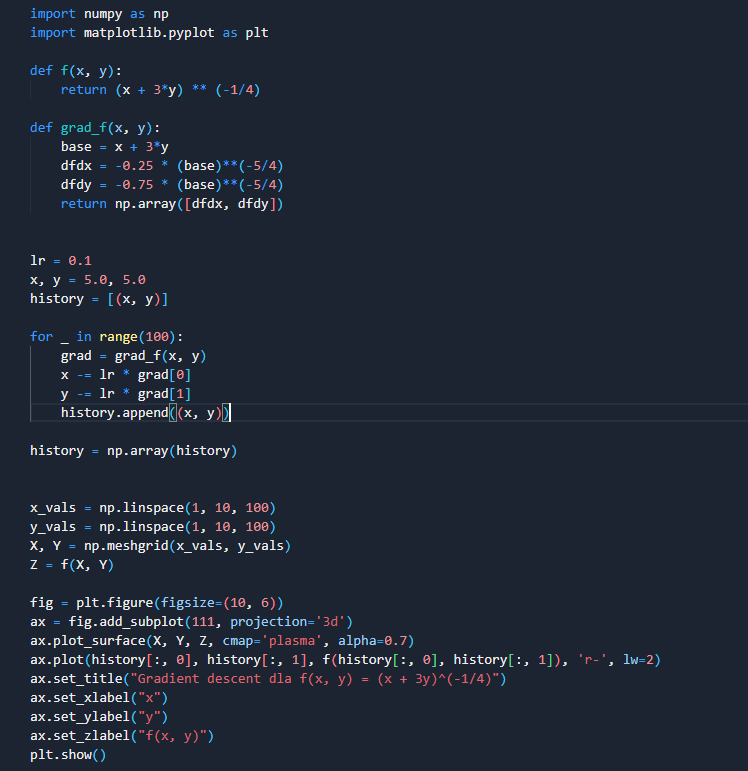 import numpy as np
import matplotlib.pyplot as plt
def f(x, y):
    return (x + 3*y) ** (-1/4)
def grad_f(x, y):
    base = x + 3*y
    dfdx = -0.25 * (base)**(-5/4)
    dfdy = -0.75 * (base)**(-5/4)
    return np.array([dfdx, dfdy])
lr = 0.1
x, y = 5.0, 5.0
history = [(x, y)]
for _ in range(100):
    grad = grad_f(x, y)
    x -= lr * grad[0]
    y -= lr * grad[1]
    history.append((x, y))
history = np.array(history)
x_vals = np.linspace(1, 10, 100)
y_vals = np.linspace(1, 10, 100)
X, Y = np.meshgrid(x_vals, y_vals)
Z = f(X, Y)
fig = plt.figure(figsize=(10, 6))
ax = fig.add_subplot(111, projection='3d')
ax.plot_surface(X, Y, Z, cmap='plasma', alpha=0.7)
ax.plot(history[:, 0], history[:, 1], f(history[:, 0], history[:, 1]), 'r-', lw=2)
ax.set_title("Gradient descent dla f(x, y) = (x + 3y)^(-1/4)")
ax.set_xlabel("x")
ax.set_ylabel("y")
ax.set_zlabel("f(x, y)")
plt.show()